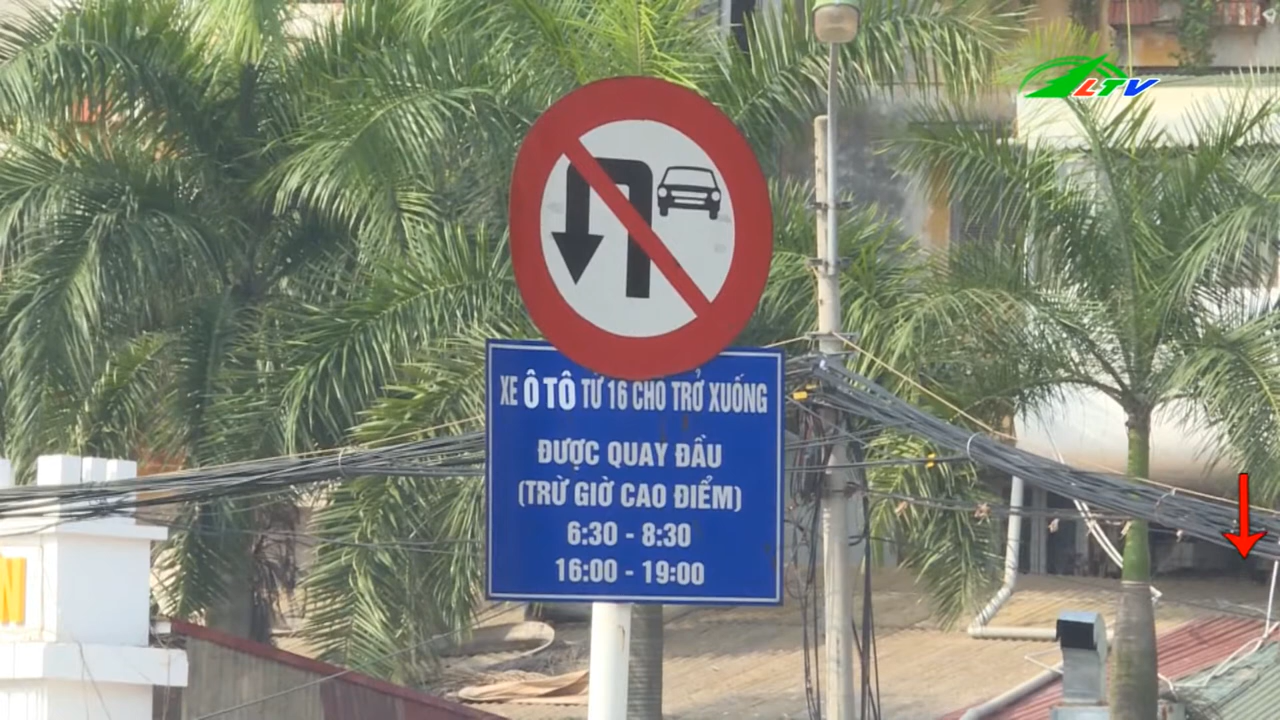 LTV
XE Ô TÔ TỪ 16 CHO TRỞ XUỐNG
ĐƯỢC QUAY ĐẦU
(TRỪ GIỜ CAO ĐIỂM)
6:30 - 8:30
16:00 - 19:00
N